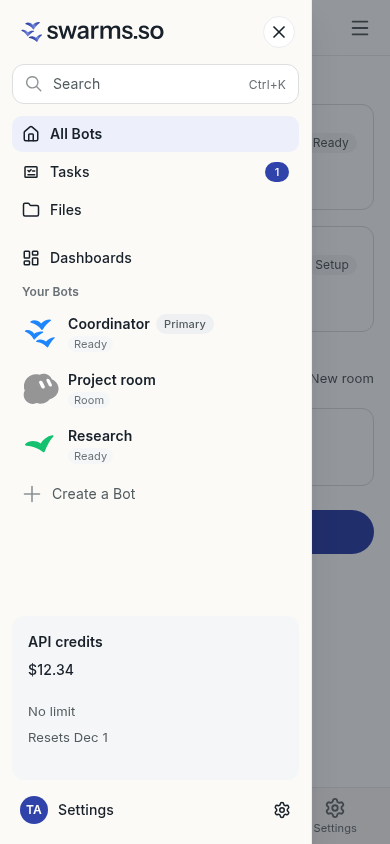 swarms.so
Search Ctrl+K
All Bots
Tasks 1
Files
Dashboards
Your Bots
Coordinator Primary
Ready
Project room
Room
Research
Ready
Create a Bot
API credits
$12.34
No limit
Resets Dec 1
TA Settings
Ready
Setup
New room
Settings